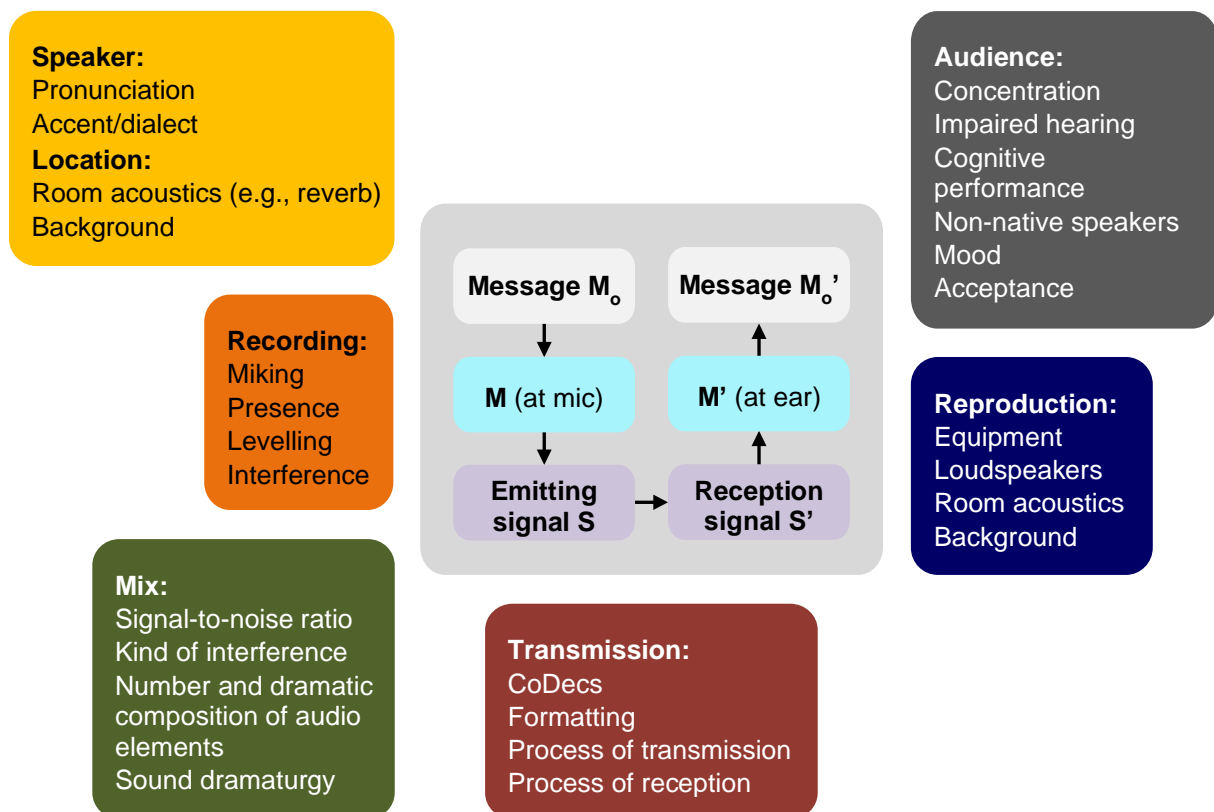 Speaker:
Pronunciation
Accent/dialect
Location:
Room acoustics (e.g., reverb)
Background
Recording:
Miking
Presence
Levelling
Interference
Mix:
Signal-to-noise ratio
Kind of interference
Number and dramatic
composition of audio
elements
Sound dramaturgy
Message Mo
M (at mic)
Emitting
signal S
Message Mo’
M’ (at ear)
Reception
signal S’
Transmission:
CoDecs
Formatting
Process of transmission
Process of reception
Audience:
Concentration
Impaired hearing
Cognitive
performance
Non-native speakers
Mood
Acceptance
Reproduction:
Equipment
Loudspeakers
Room acoustics
Background